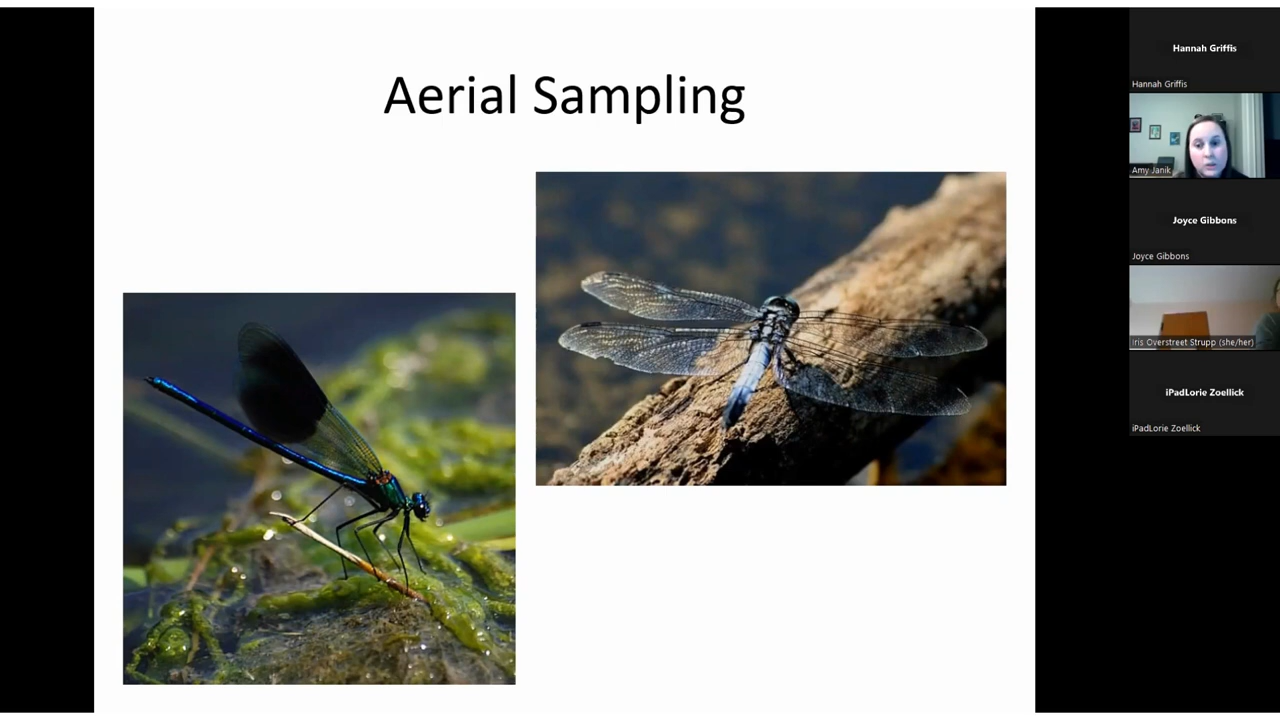 Aerial Sampling
Hannah Griffis
Hannah Griffis
Amy Janik
Joyce Gibbons
Joyce Gibbons
Iris Overstreet Strupp (she/her)
iPadLorie Zoellick
iPadLorie Zoellick